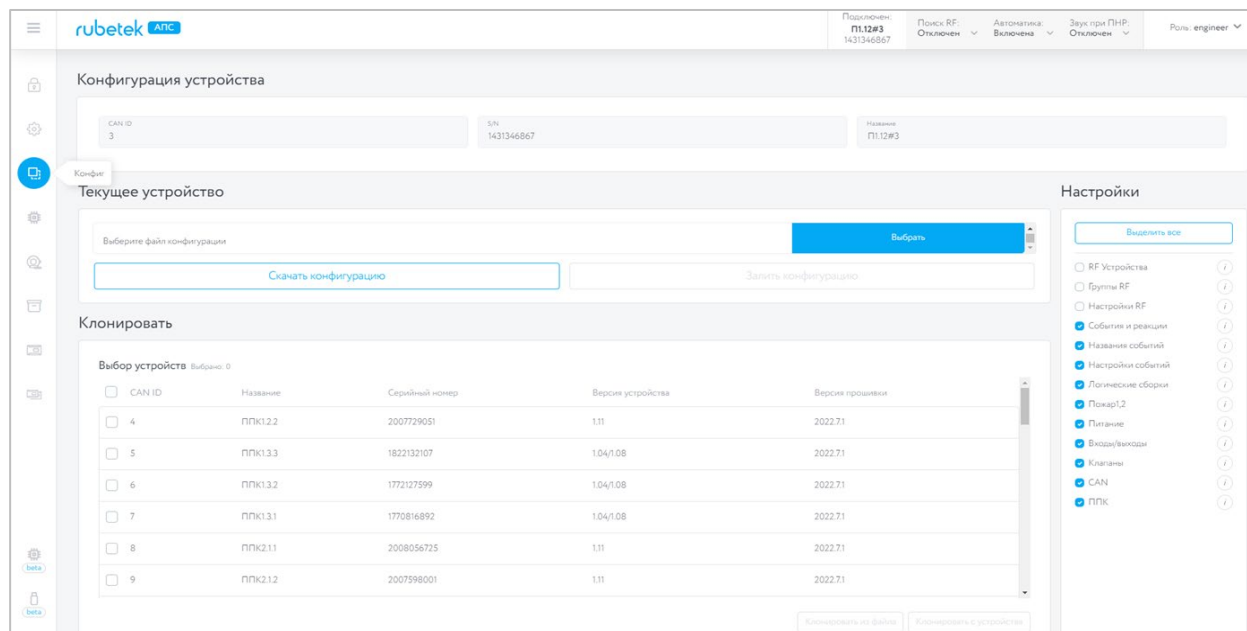 rubetek АПС
Подключен:
П1.12#3
1431346867
Поиск RF:
Отключен
Автоматика:
Включена
Звук при ПНР:
Отключен
Роль: engineer
Конфигурация устройства
CAN ID
3
S/N
1431346867
Название
П1.12#3
Конфиг
Текущее устройство
Выберите файл конфигурации
Выбрать
Скачать конфигурацию
Залить конфигурацию
Клонировать
Выбор устройств Выбрано: 0
CAN ID Название Серийный номер Версия устройства Версия прошивки
4 ППК1.2.2 2007729051 1.11 2022.7.1
5 ППК1.3.3 1822132107 1.04/1.08 2022.7.1
6 ППК1.3.2 1772127599 1.04/1.08 2022.7.1
7 ППК1.3.1 1770816892 1.04/1.08 2022.7.1
8 ППК2.1.1 2008056725 1.11 2022.7.1
9 ППК2.1.2 2007598001 1.11 2022.7.1
Клонировать из файла Клонировать с устройства
Настройки
Выделить все
RF Устройства
Группы RF
Настройки RF
События и реакции
Названия событий
Настройки событий
Логические сборки
Пожар1,2
Питание
Входы/выходы
Клапаны
CAN
ППК
beta
beta